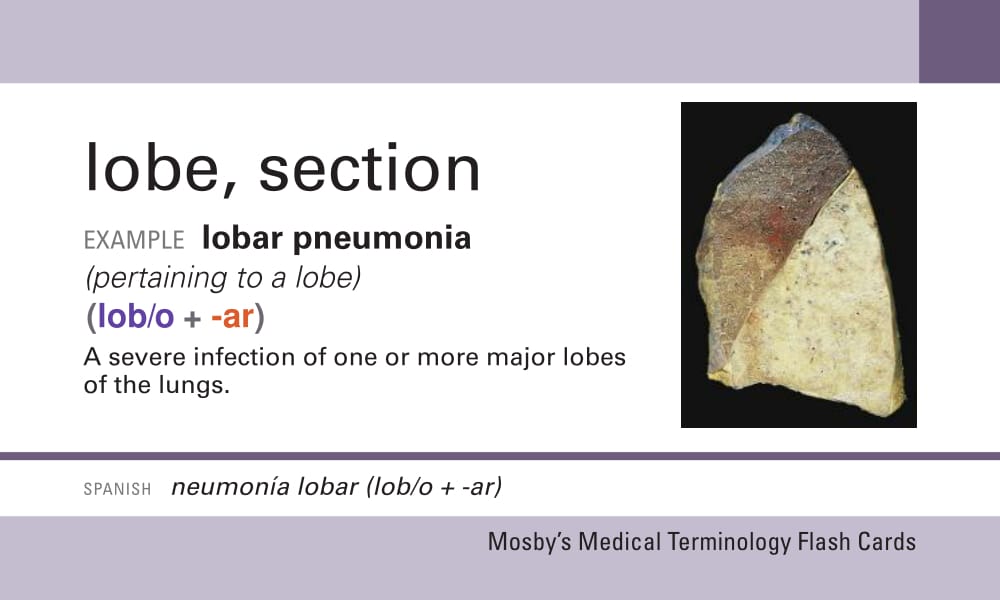 lobe, section
EXAMPLE lobar pneumonia
(pertaining to a lobe)
(lob/o + -ar)
A severe infection of one or more major lobes
of the lungs.
SPANISH neumonía lobar (lob/o + -ar)
Mosby's Medical Terminology Flash Cards